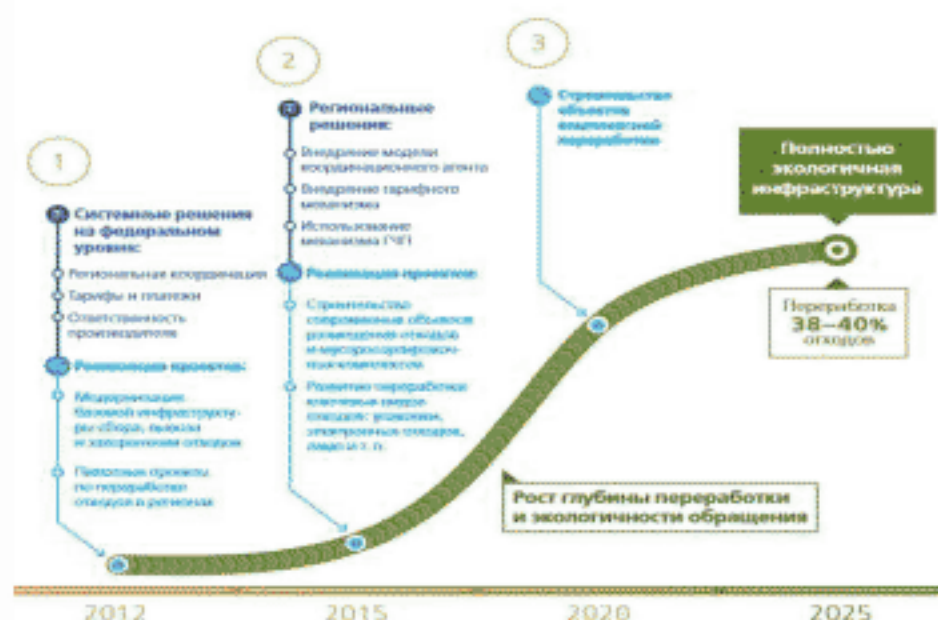 1
Системные решения
на федеральном
уровне:
Региональная координация
Тарифы и платежи
Ответственность
производителя
Реализация проектов:
Модернизация
базовой инфраструкту-
ры сбора, вывоза
и захоронения отходов
Пилотные проекты
по переработке
отходов в регионах
2
Региональные
решения:
Внедрение модели
координационного агента
Внедрение тарифного
механизма
Использование
механизма ГЧП
Реализация проектов:
Строительство
современных объектов
размещения отходов
и мусоросортировоч-
ных комплексов
Развитие переработки
ключевых видов
отходов: упаковки,
электронных отходов,
ламп и т. п.
3
Строительство
объектов
комплексной
переработки
Полностью
экологичная
инфраструктура
Переработка
38–40%
отходов
Рост глубины переработки
и экологичности обращения
2012
2015
2020
2025